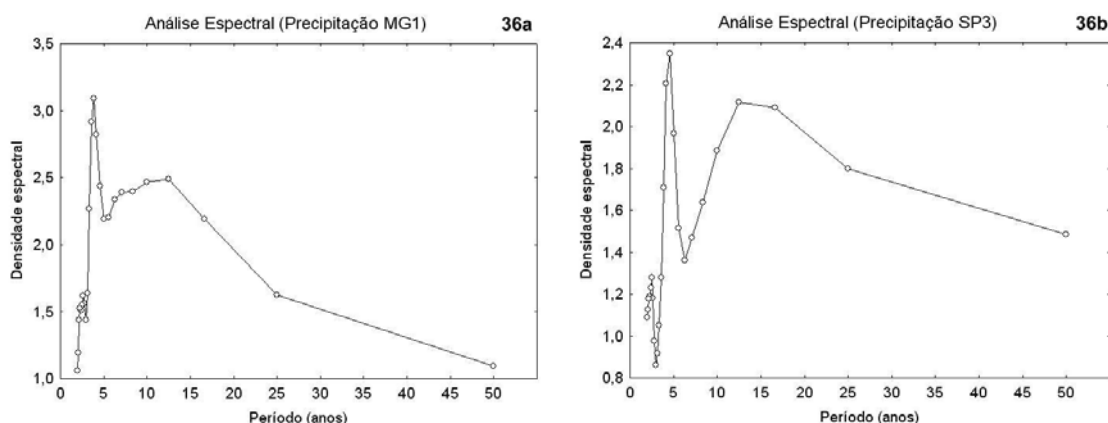 Análise Espectral (Precipitação MG1) 36a
3,5
3,0
2,5
2,0
1,5
1,0
Densidade espectral
0 5 10 15 20 25 30 35 40 45 50
Período (anos)
Análise Espectral (Precipitação SP3) 36b
2,4
2,2
2,0
1,8
1,6
1,4
1,2
1,0
0,8
Densidade espectral
0 5 10 15 20 25 30 35 40 45 50
Período (anos)